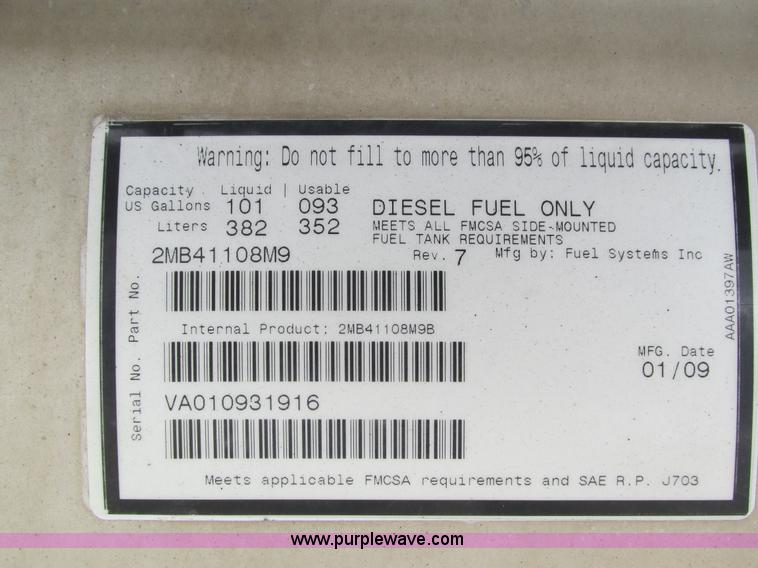 Warning: Do not fill to more than 95% of liquid capacity.
Capacity Liquid | Usable
US Gallons 101 093
Liters 382 352
DIESEL FUEL ONLY
MEETS ALL FMCSA SIDE-MOUNTED
FUEL TANK REQUIREMENTS
2MB41108M9
Rev. 7 Mfg by: Fuel Systems Inc
Part No.
Internal Product: 2MB41108M9B
MFG. Date
01/09
Serial No.
VA010931916
AAA01397AW
Meets applicable FMCSA requirements and SAE R.P. J703
www.purplewave.com